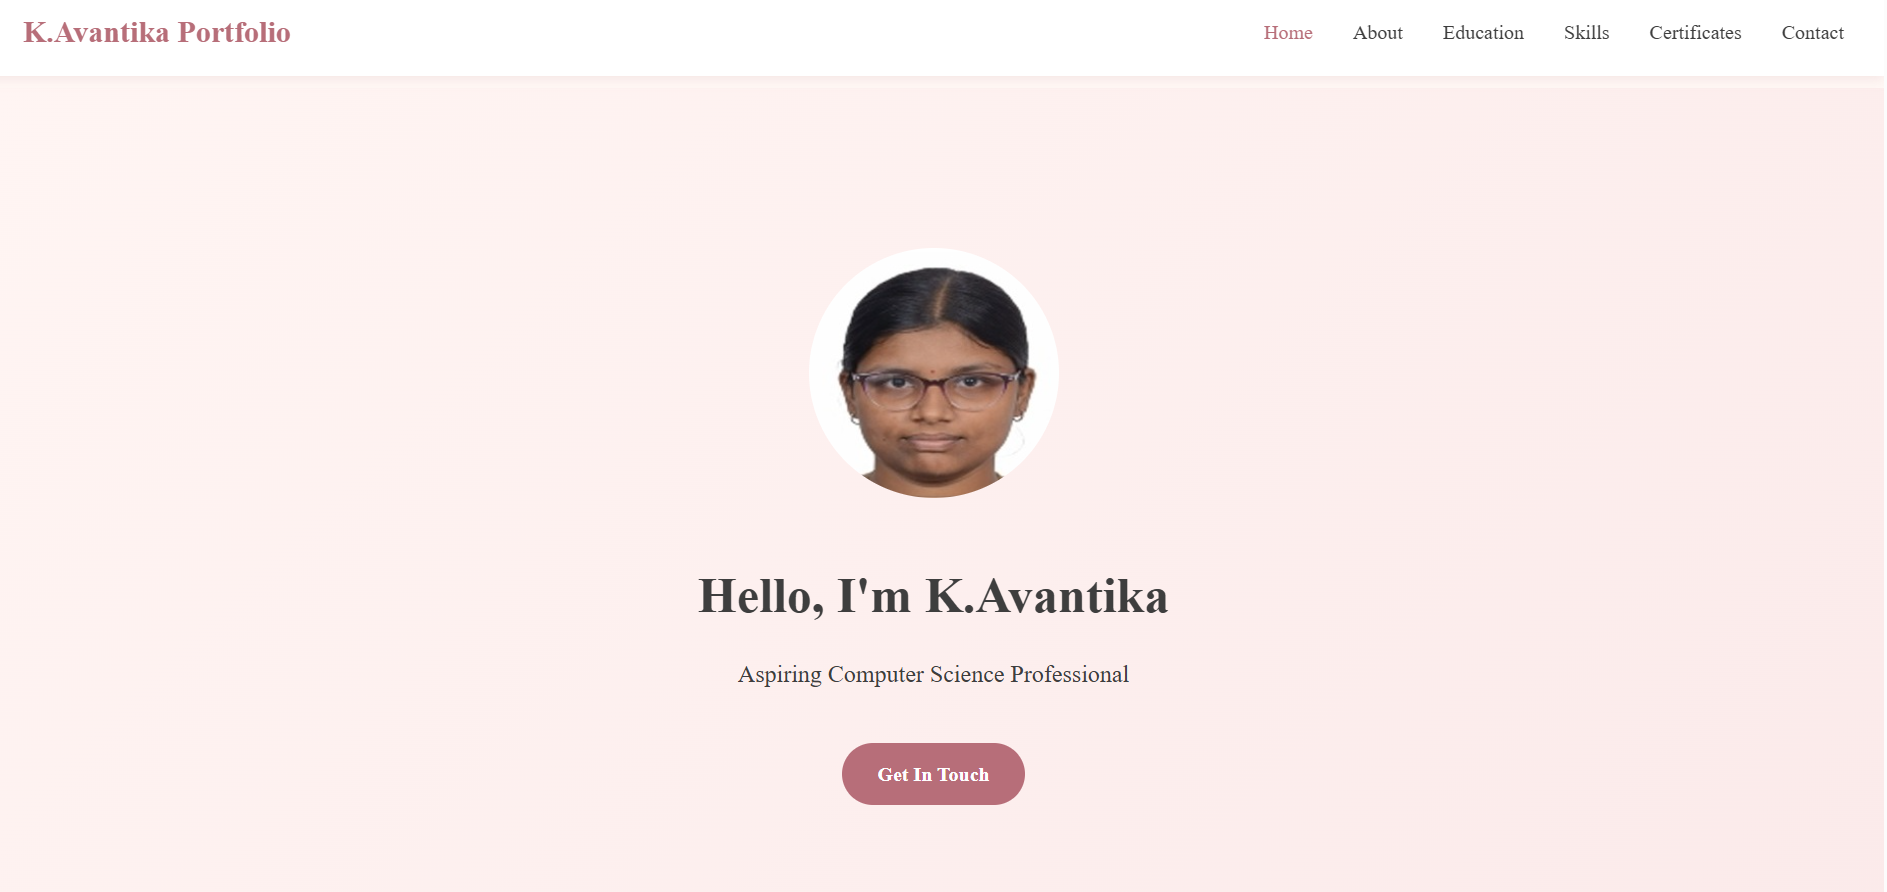 K.Avantika Portfolio
Home About Education Skills Certificates Contact
Hello, I'm K.Avantika
Aspiring Computer Science Professional
Get In Touch